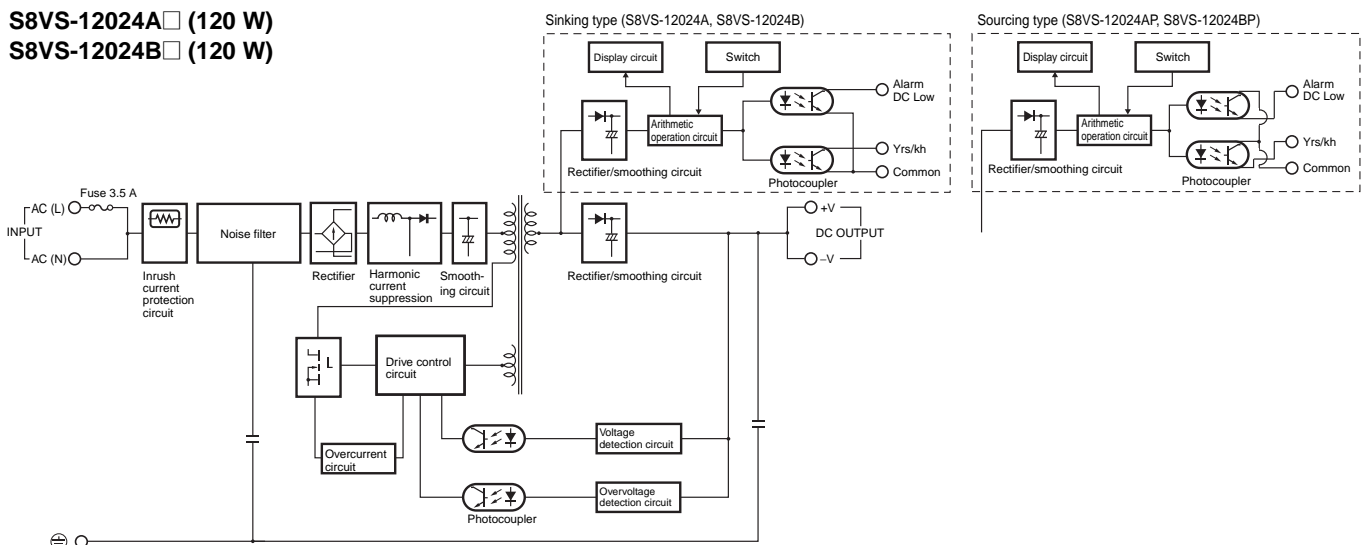 S8VS-12024A□ (120 W)
S8VS-12024B□ (120 W)
Sinking type (S8VS-12024A, S8VS-12024B)
Display circuit
Switch
Alarm
DC Low
Arithmetic
operation circuit
Yrs/kh
Rectifier/smoothing circuit
Photocoupler
Common
Sourcing type (S8VS-12024AP, S8VS-12024BP)
Display circuit
Switch
Alarm
DC Low
Arithmetic
operation circuit
Yrs/kh
Rectifier/smoothing circuit
Common
Photocoupler
Fuse 3.5 A
AC (L)
INPUT
AC (N)
Inrush
current
protection
circuit
Noise filter
Rectifier
Harmonic
current
suppression
Smooth-
ing circuit
Rectifier/smoothing circuit
+V
DC OUTPUT
–V
Drive control
circuit
Overcurrent
circuit
Voltage
detection circuit
Overvoltage
detection circuit
Photocoupler